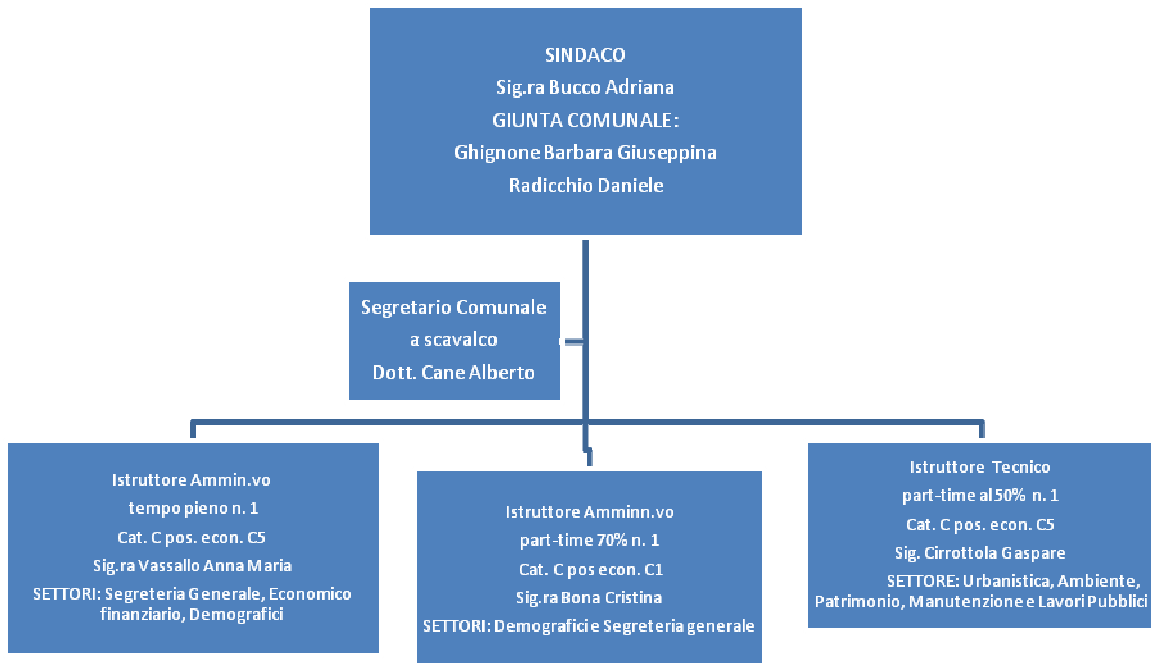 SINDACO
Sig.ra Bucco Adriana
GIUNTA COMUNALE:
Ghignone Barbara Giuseppina
Radicchio Daniele
Segretario Comunale
a scavalco
Dott. Cane Alberto
Istruttore Ammin.vo
tempo pieno n. 1
Cat. C pos. econ. C5
Sig.ra Vassallo Anna Maria
SETTORI: Segreteria Generale, Economico
finanziario, Demografici
Istruttore Amminn.vo
part-time 70% n. 1
Cat. C pos econ. C1
Sig.ra Bona Cristina
SETTORI: Demografici e Segreteria generale
Istruttore Tecnico
part-time al 50% n. 1
Cat. C pos. econ. C5
Sig. Cirrottola Gaspare
SETTORE: Urbanistica, Ambiente,
Patrimonio, Manutenzione e Lavori Pubblici